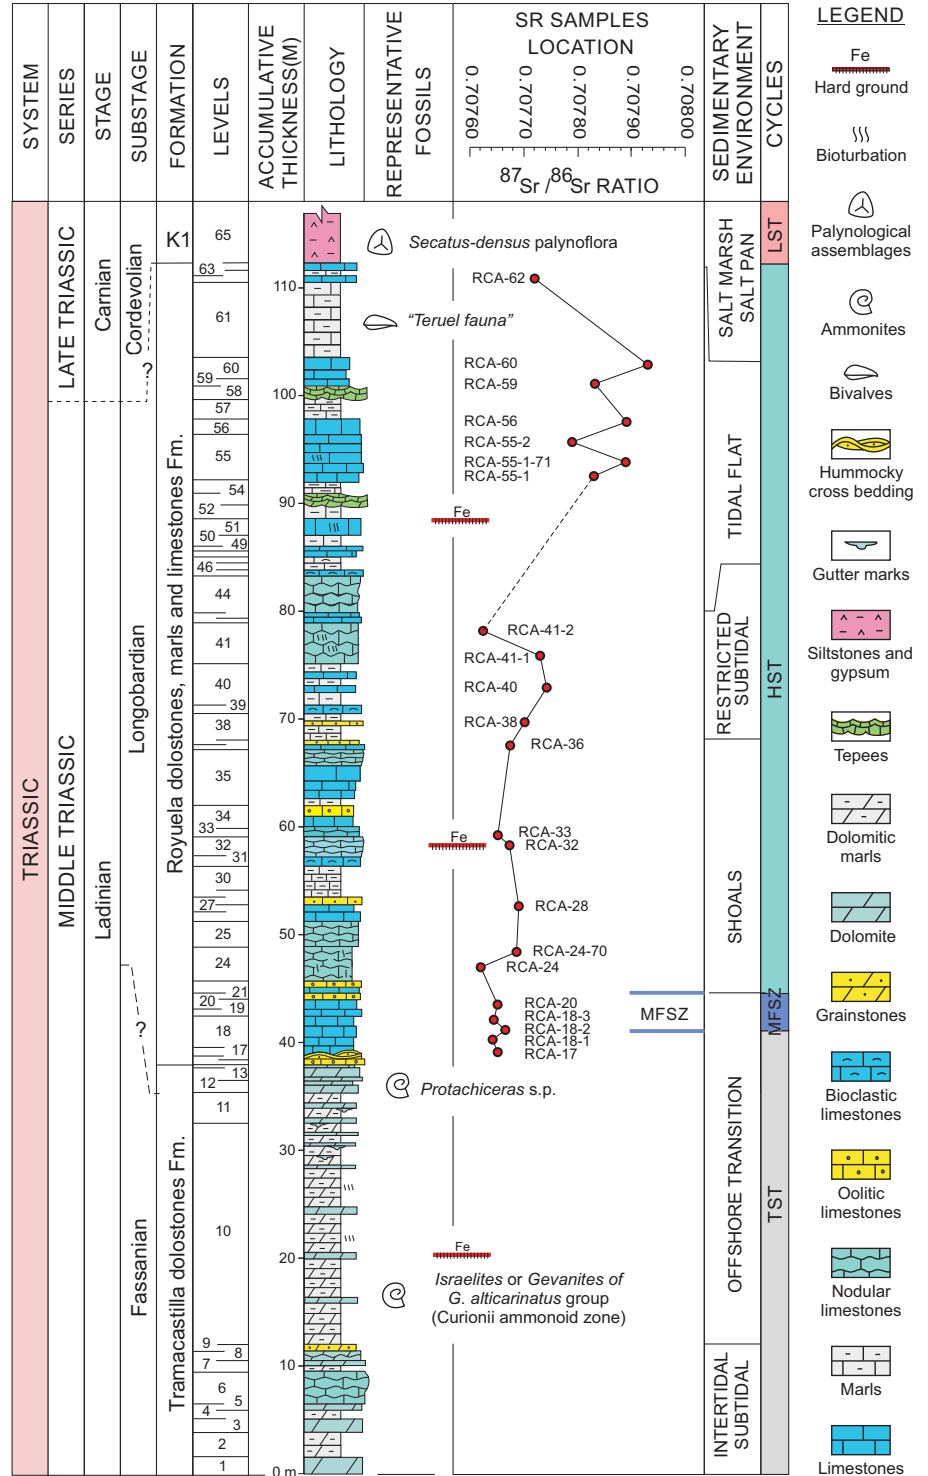 SYSTEM
SERIES
STAGE
SUBSTAGE
FORMATION
LEVELS
ACCUMULATIVE
THICKNESS(M)
LITHOLOGY
REPRESENTATIVE
FOSSILS
SR SAMPLES
LOCATION
0.70760
0.70770
0.70780
0.70790
0.70800
87Sr / 86Sr RATIO
SEDIMENTARY
ENVIRONMENT
CYCLES
TRIASSIC
LATE TRIASSIC
MIDDLE TRIASSIC
Carnian
Ladinian
Cordevolian
?
Longobardian
?
Fassanian
K1
Royuela dolostones, marls and limestones Fm.
Tramacastilla dolostones Fm.
65
63
61
60
59
58
57
56
55
54
52
51
50
49
46
44
41
40
39
38
35
34
33
32
31
30
27
25
24
21
20
19
18
17
13
12
11
10
9
8
7
6
5
4
3
2
1
110
100
90
80
70
60
50
40
30
20
10
0 m
Secatus-densus palynoflora
“Teruel fauna”
Fe
Fe
Protachiceras s.p.
Fe
Israelites or Gevanites of
G. alticarinatus group
(Curionii ammonoid zone)
RCA-62
RCA-60
RCA-59
RCA-56
RCA-55-2
RCA-55-1-71
RCA-55-1
RCA-41-2
RCA-41-1
RCA-40
RCA-38
RCA-36
RCA-33
RCA-32
RCA-28
RCA-24-70
RCA-24
RCA-20
RCA-18-3
RCA-18-2
RCA-18-1
RCA-17
MFSZ
SALT MARSH
SALT PAN
TIDAL FLAT
RESTRICTED
SUBTIDAL
SHOALS
OFFSHORE TRANSITION
INTERTIDAL
SUBTIDAL
LST
HST
MFSZ
TST
LEGEND
Fe
Hard ground
Bioturbation
Palynological
assemblages
Ammonites
Bivalves
Hummocky
cross bedding
Gutter marks
Siltstones and
gypsum
Tepees
Dolomitic
marls
Dolomite
Grainstones
Bioclastic
limestones
Oolitic
limestones
Nodular
limestones
Marls
Limestones